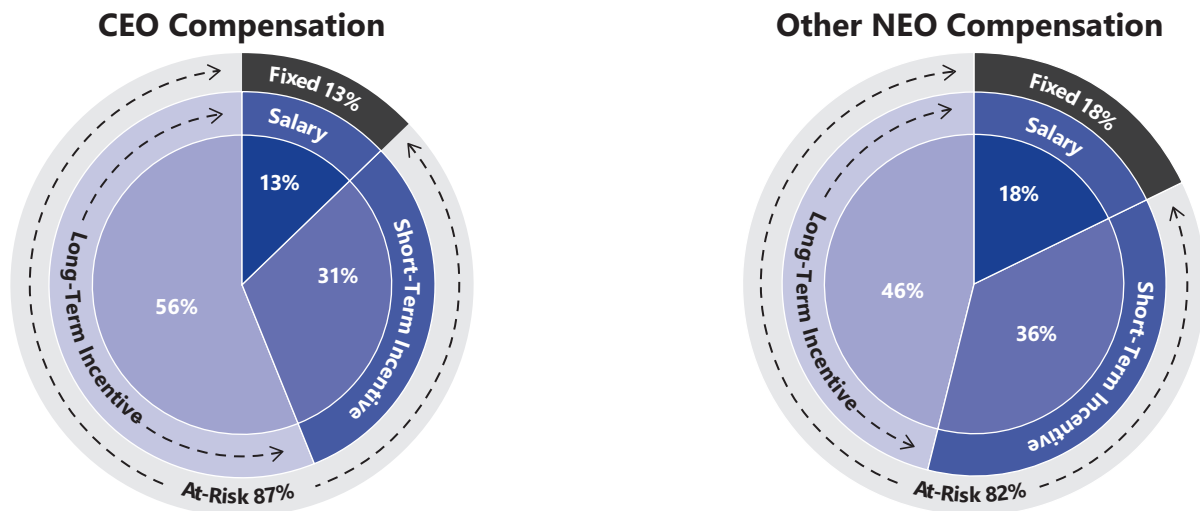 CEO Compensation
Fixed 13%
Salary
13%
Short-Term Incentive
31%
Long-Term Incentive
56%
At-Risk 87%
Other NEO Compensation
Fixed 18%
Salary
18%
Short-Term Incentive
36%
Long-Term Incentive
46%
At-Risk 82%